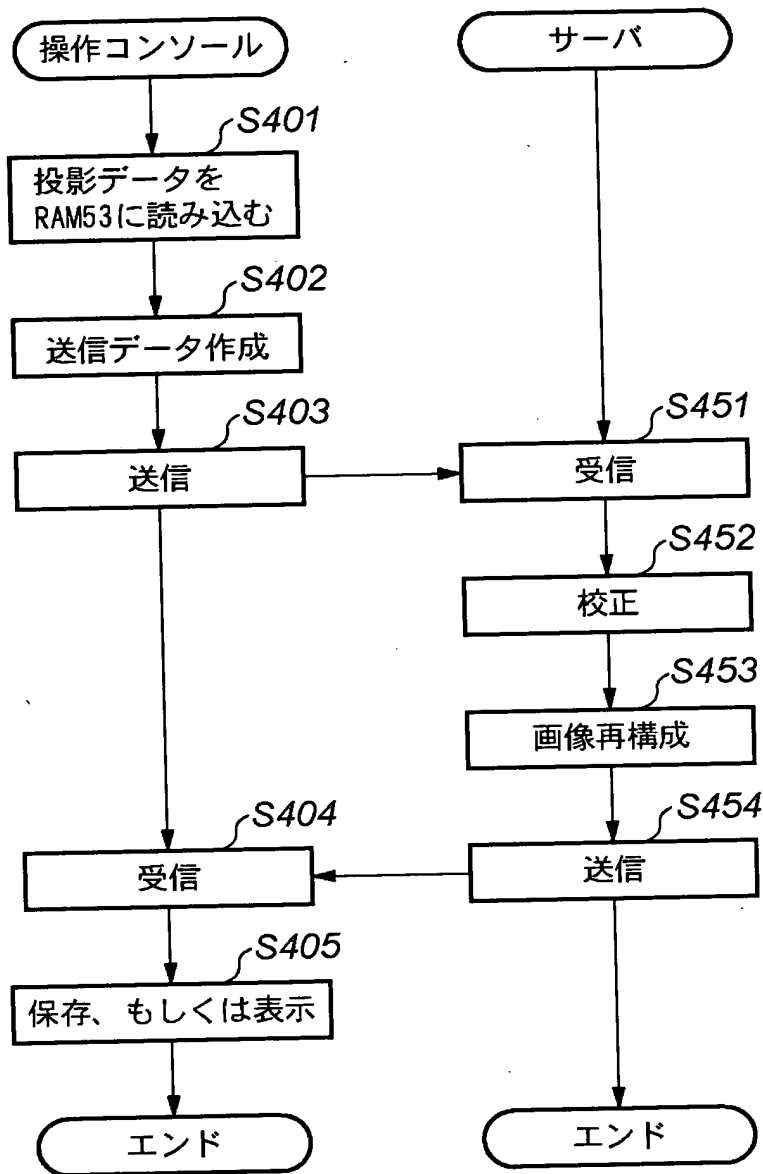 操作コンソール
サーバ
S401
投影データを
RAM53に読み込む
S402
送信データ作成
S403
送信
S451
受信
S452
校正
S453
画像再構成
S454
送信
S404
受信
S405
保存、もしくは表示
エンド
エンド